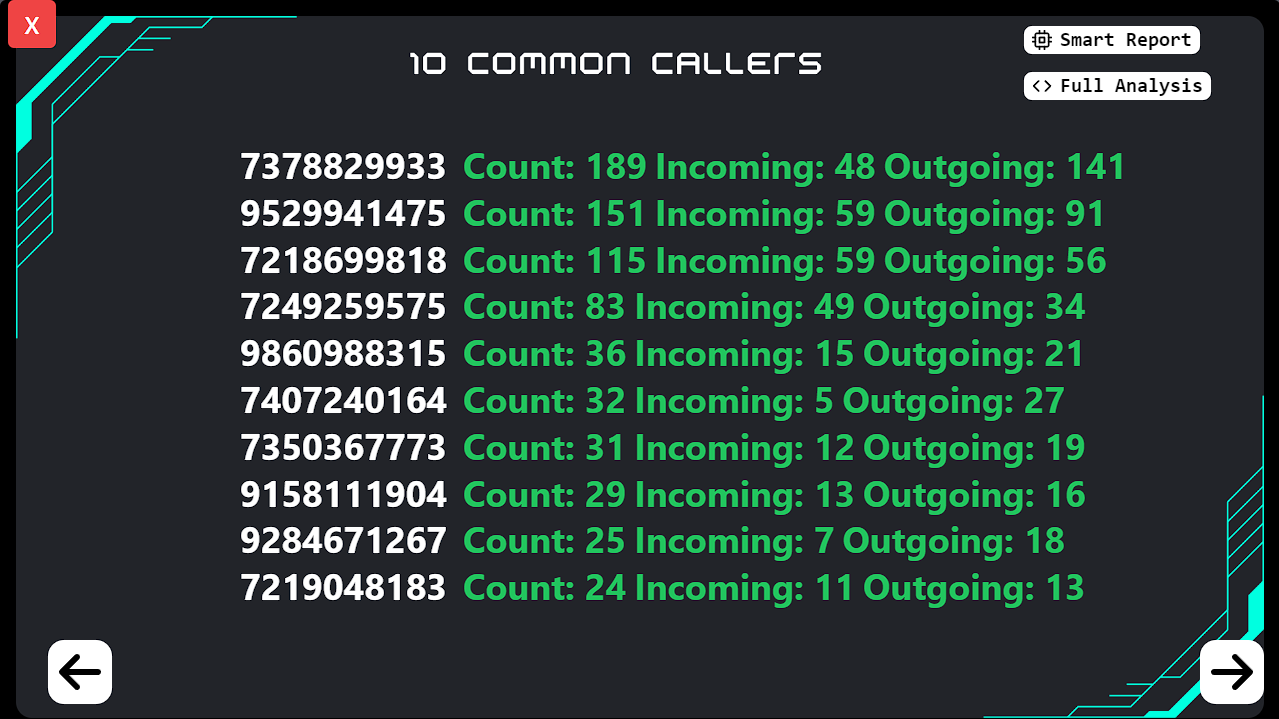 X
10 COMMON CALLERS
Smart Report
<> Full Analysis
7378829933 Count: 189 Incoming: 48 Outgoing: 141
9529941475 Count: 151 Incoming: 59 Outgoing: 91
7218699818 Count: 115 Incoming: 59 Outgoing: 56
7249259575 Count: 83 Incoming: 49 Outgoing: 34
9860988315 Count: 36 Incoming: 15 Outgoing: 21
7407240164 Count: 32 Incoming: 5 Outgoing: 27
7350367773 Count: 31 Incoming: 12 Outgoing: 19
9158111904 Count: 29 Incoming: 13 Outgoing: 16
9284671267 Count: 25 Incoming: 7 Outgoing: 18
7219048183 Count: 24 Incoming: 11 Outgoing: 13